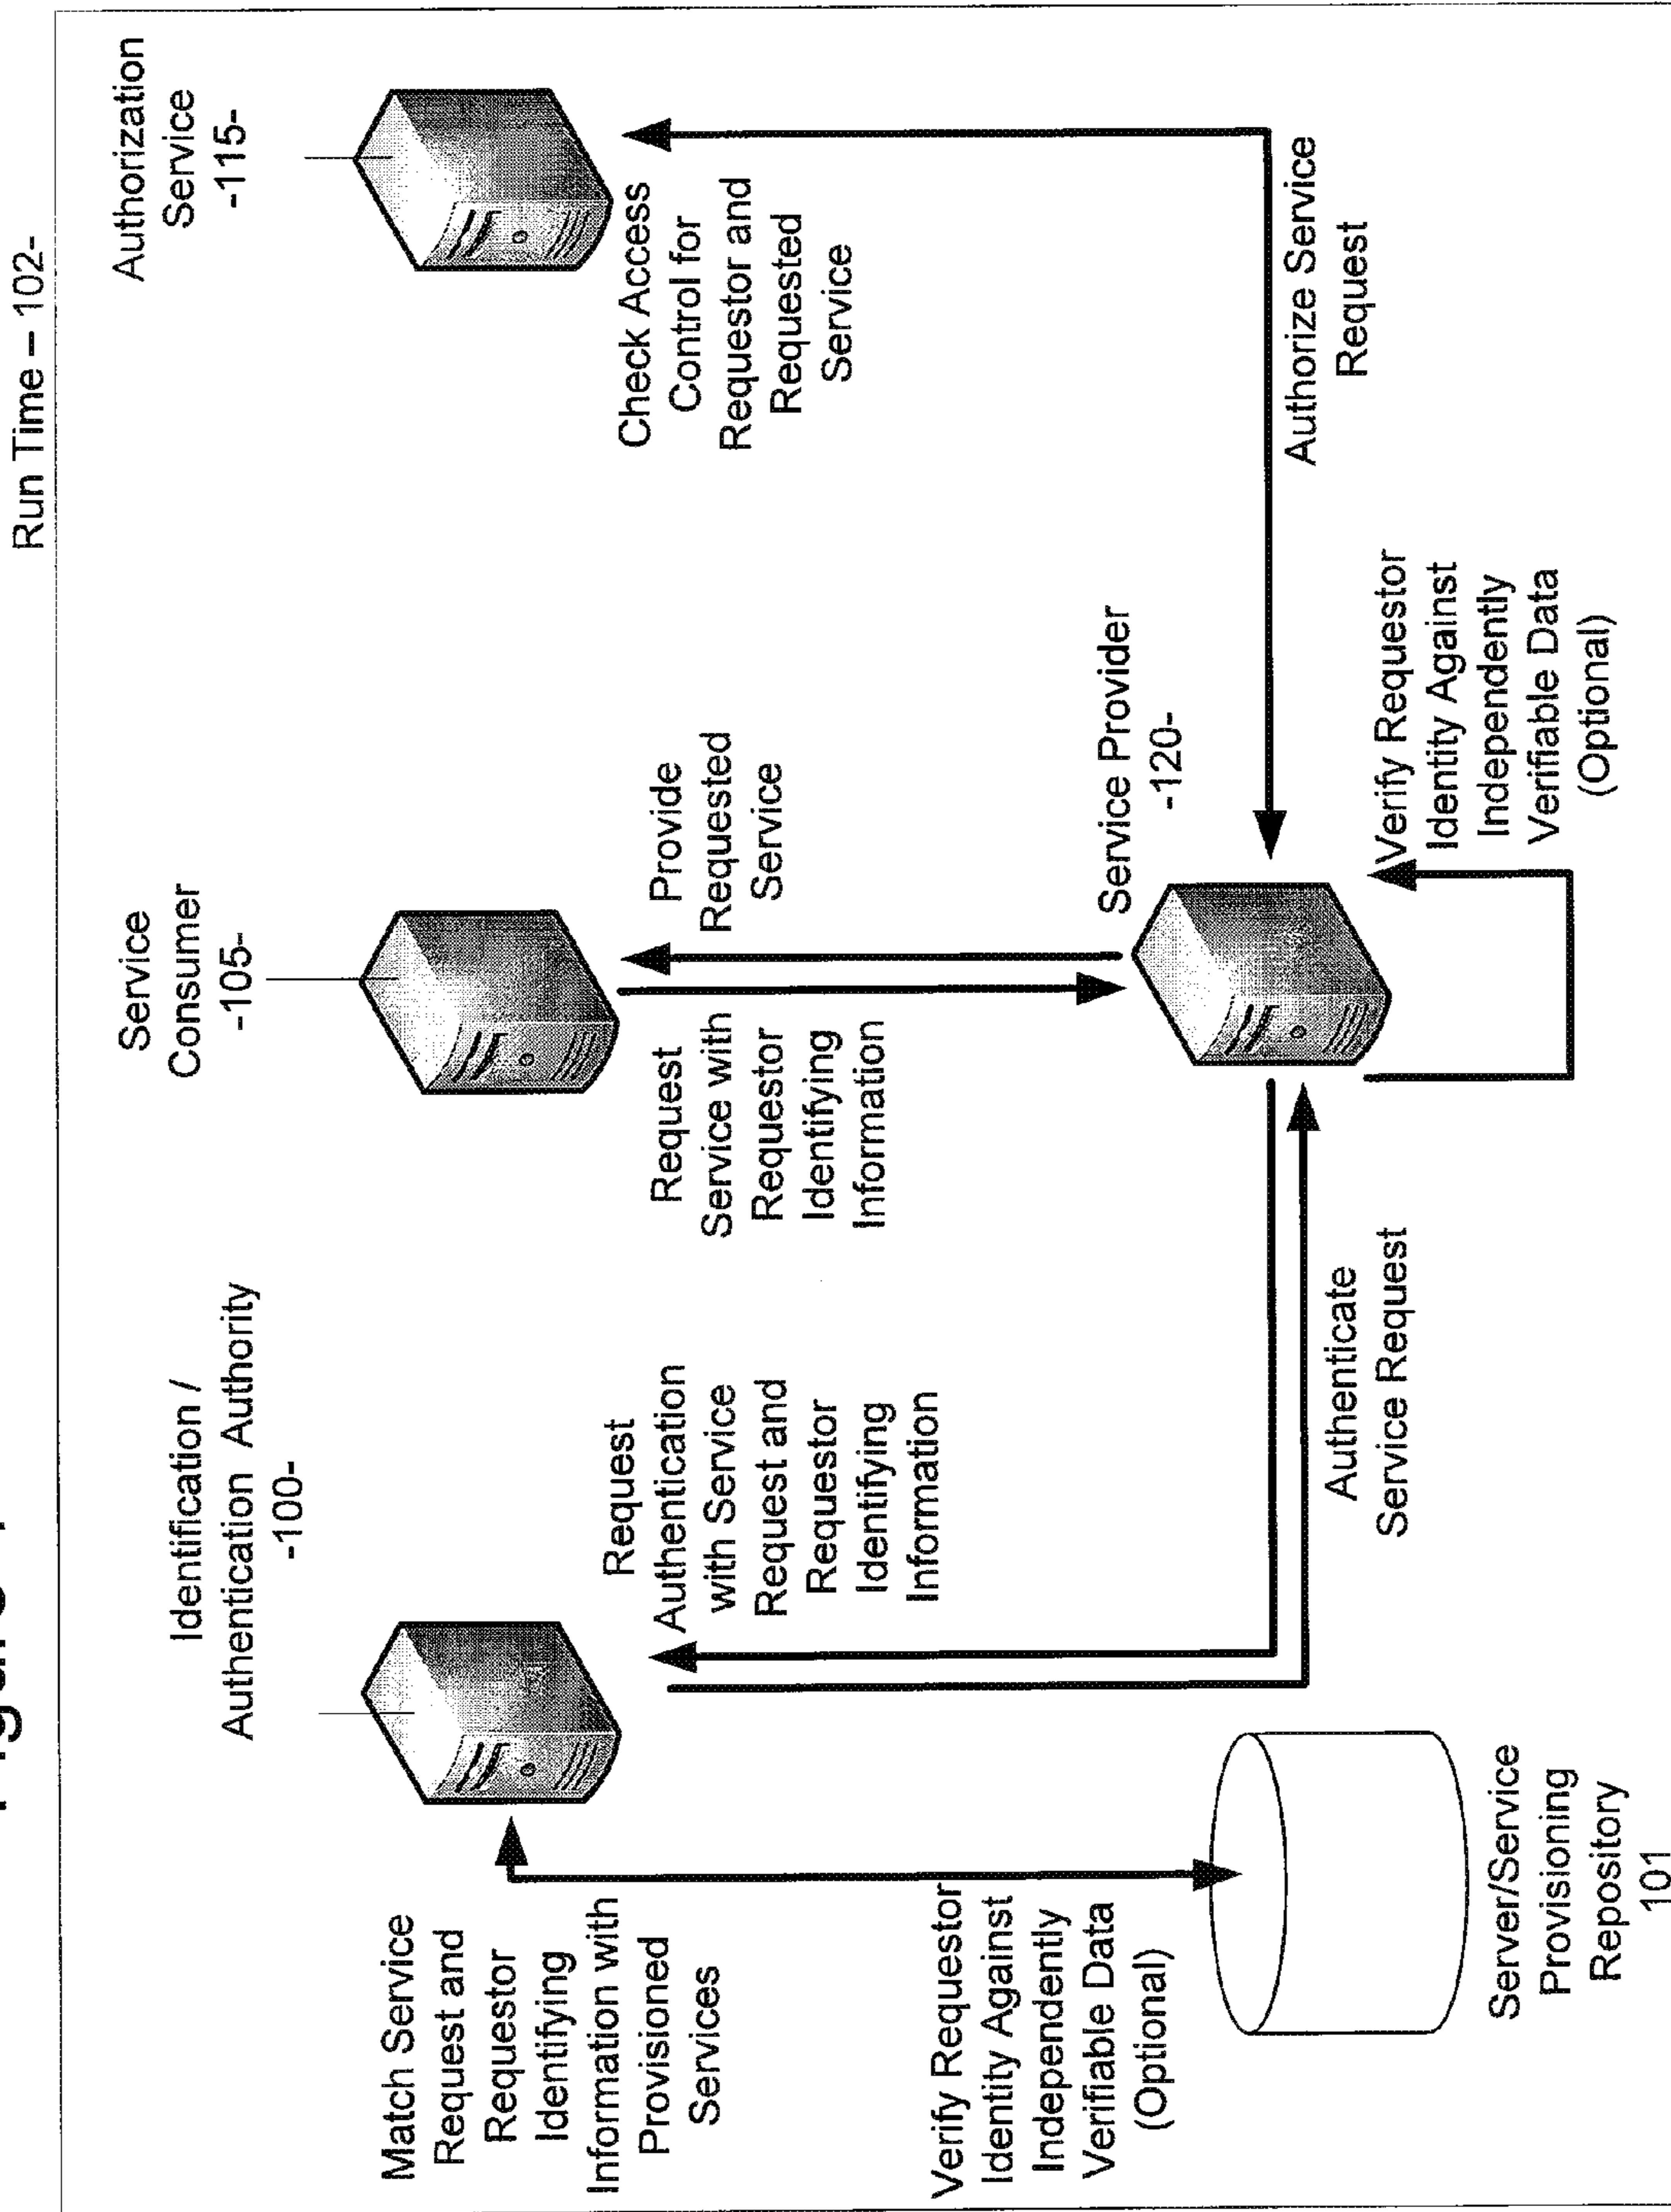 Run Time – 102-
Identification /
Authentication Authority
-100-
Service
Consumer
-105-
Authorization
Service
-115-
Match Service
Request and
Requestor
Identifying
Information with
Provisioned
Services
Request
Authentication
with Service
Request and
Requestor
Identifying
Information
Request
Service with
Requestor
Identifying
Information
Provide
Requested
Service
Check Access
Control for
Requestor and
Requested
Service
Verify Requestor
Identity Against
Independently
Verifiable Data
(Optional)
Service Provider
-120-
Authenticate
Service Request
Authorize Service
Request
Verify Requestor
Identity Against
Independently
Verifiable Data
(Optional)
Server/Service
Provisioning
Repository
101